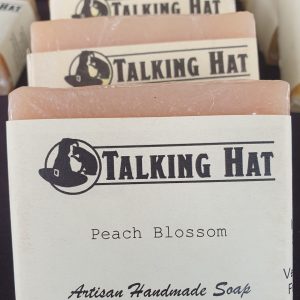 TALKING HAT
TALKING HAT
TALKING HAT
Peach Blossom
Artisan Handmade Soap